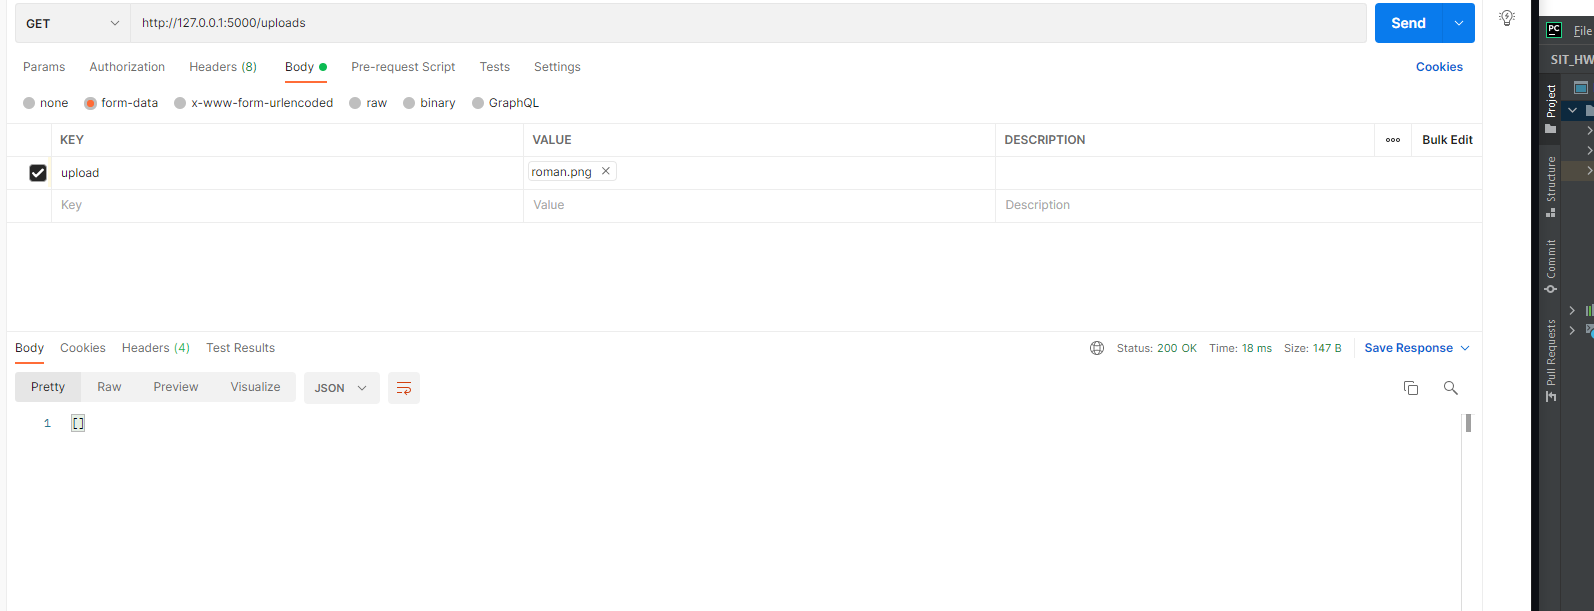 GET http://127.0.0.1:5000/uploads Send
PC File
SIT_HW
Params Authorization Headers (8) Body Pre-request Script Tests Settings Cookies
none form-data x-www-form-urlencoded raw binary GraphQL
KEY VALUE DESCRIPTION ooo Bulk Edit
upload roman.png ×
Key Value Description
Body Cookies Headers (4) Test Results Status: 200 OK Time: 18 ms Size: 147 B Save Response
Pretty Raw Preview Visualize JSON
1 []
Project
Structure
Commit
Pull Requests